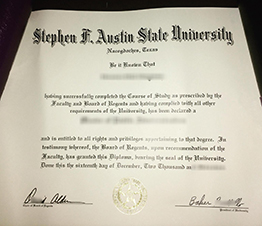 Stephen F. Austin State University
Nacogdoches, Texas
Be it Known That
having successfully completed the Course of Study as prescribed by the
Faculty and Board of Regents and having complied with all other
requirements of the University, has been declared a
and is entitled to all rights and privileges appertaining to that degree. In
testimony whereof, the Board of Regents, upon recommendation of the
Faculty, has granted this Diploma, bearing the seal of the University.
Done this the sixteenth day of December, Two Thousand
Baker